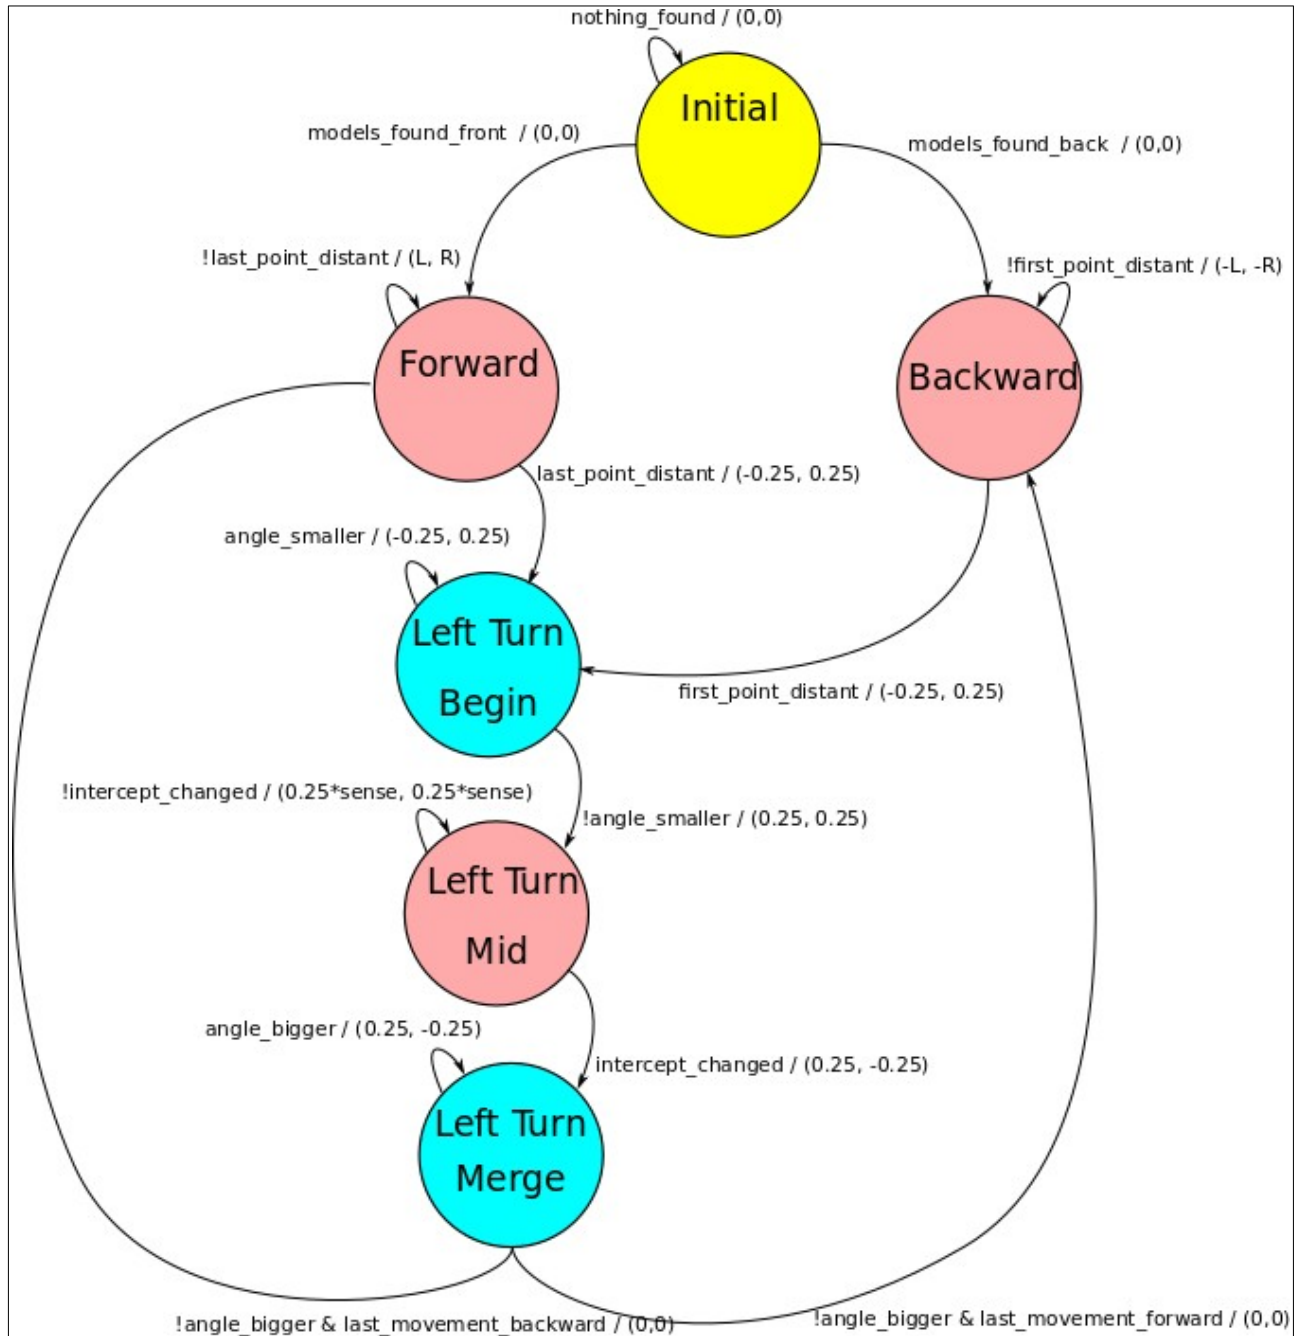 nothing_found / (0,0)
Initial
models_found_front / (0,0)
models_found_back / (0,0)
!last_point_distant / (L, R)
!first_point_distant / (-L, -R)
Forward
Backward
last_point_distant / (-0.25, 0.25)
angle_smaller / (-0.25, 0.25)
Left Turn
Begin
first_point_distant / (-0.25, 0.25)
!intercept_changed / (0.25*sense, 0.25*sense)
!angle_smaller / (0.25, 0.25)
Left Turn
Mid
angle_bigger / (0.25, -0.25)
intercept_changed / (0.25, -0.25)
Left Turn
Merge
!angle_bigger & last_movement_backward / (0,0)
!angle_bigger & last_movement_forward / (0,0)